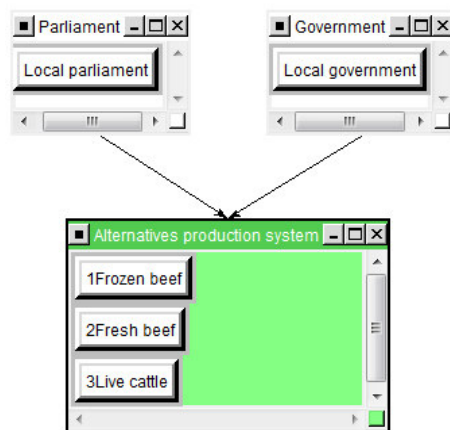 Parliament
Government
Local parliament
Local government
Alternatives production system
1Frozen beef
2Fresh beef
3Live cattle